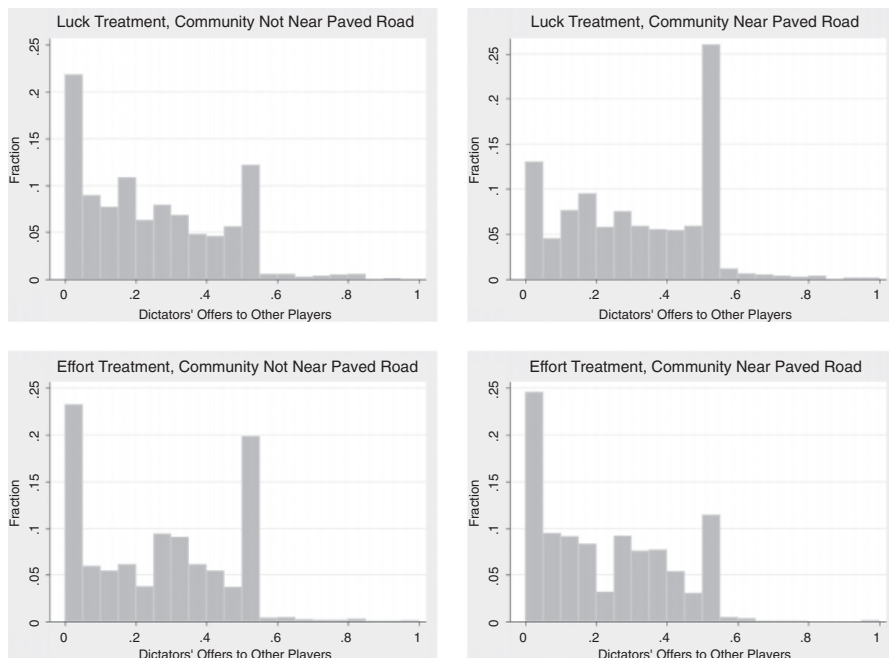 Luck Treatment, Community Not Near Paved Road
Fraction
0 .05 .1 .15 .2 .25
0 .2 .4 .6 .8 1
Dictators' Offers to Other Players
Luck Treatment, Community Near Paved Road
Fraction
0 .05 .1 .15 .2 .25
0 .2 .4 .6 .8 1
Dictators' Offers to Other Players
Effort Treatment, Community Not Near Paved Road
Fraction
0 .05 .1 .15 .2 .25
0 .2 .4 .6 .8 1
Dictators' Offers to Other Players
Effort Treatment, Community Near Paved Road
Fraction
0 .05 .1 .15 .2 .25
0 .2 .4 .6 .8 1
Dictators' Offers to Other Players